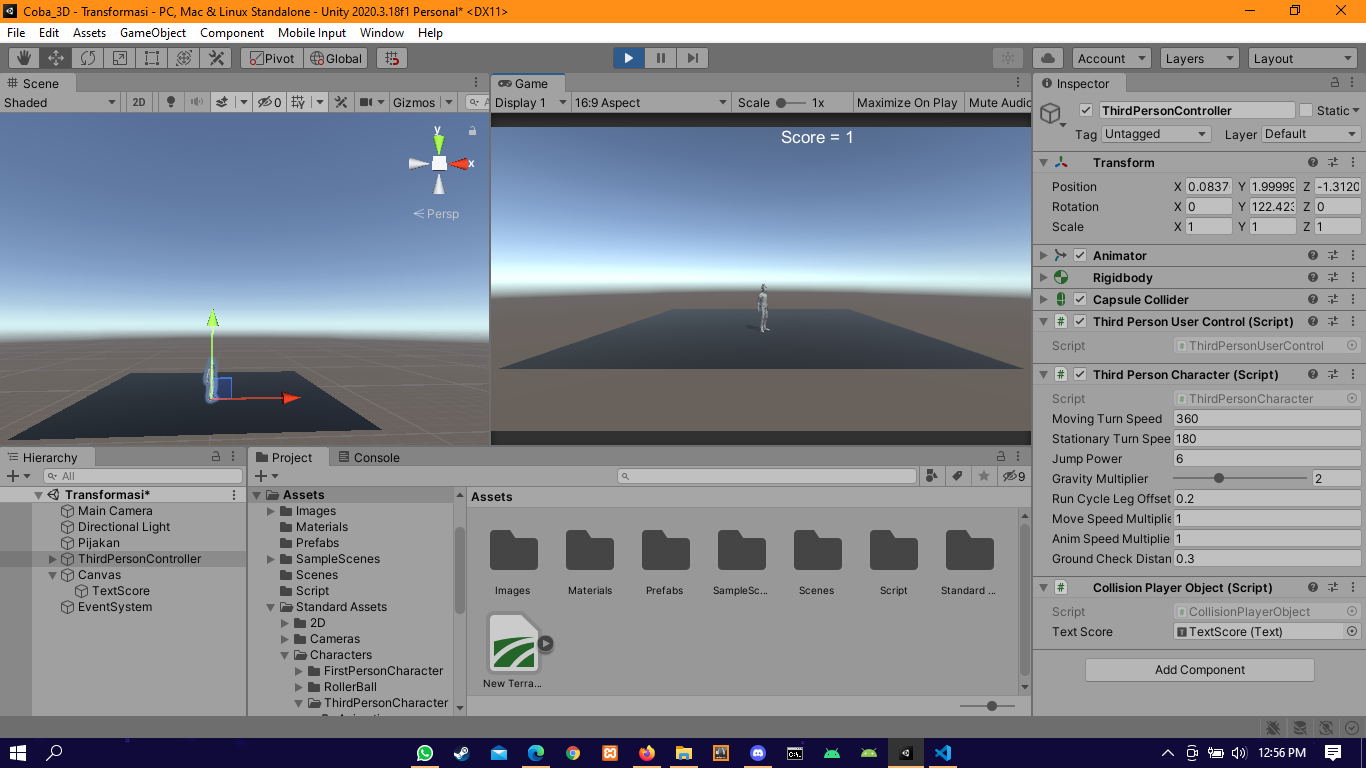 Coba_3D - Transformasi - PC, Mac & Linux Standalone - Unity 2020.3.18f1 Personal* <DX11>
File Edit Assets GameObject Component Mobile Input Window Help
Pivot Global Account Layers Layout
Scene
Shaded 2D 0 Gizmos A
y
x
Persp
Game
Display 1 16:9 Aspect Scale 1x Maximize On Play Mute Audio
Score = 1
Hierarchy
All
Transformasi*
Main Camera
Directional Light
Pijakan
ThirdPersonController
Canvas
TextScore
EventSystem
Project Console
9
Assets
Images
Materials
Prefabs
SampleScenes
Scenes
Script
Standard Assets
2D
Cameras
Characters
FirstPersonCharacter
RollerBall
ThirdPersonCharacter
Assets
Images Materials Prefabs SampleSc... Scenes Script Standard ...
New Terra...
Inspector
ThirdPersonController Static
Tag Untagged Layer Default
Transform
Position X 0.0837 Y 1.99999 Z -1.3120
Rotation X 0 Y 122.423 Z 0
Scale X 1 Y 1 Z 1
Animator
Rigidbody
Capsule Collider
Third Person User Control (Script)
Script # ThirdPersonUserControl
Third Person Character (Script)
Script # ThirdPersonCharacter
Moving Turn Speed 360
Stationary Turn Spee 180
Jump Power 6
Gravity Multiplier 2
Run Cycle Leg Offset 0.2
Move Speed Multiplie 1
Anim Speed Multiplie 1
Ground Check Distan 0.3
Collision Player Object (Script)
Script # CollisionPlayerObject
Text Score TextScore (Text)
Add Component
12:56 PM